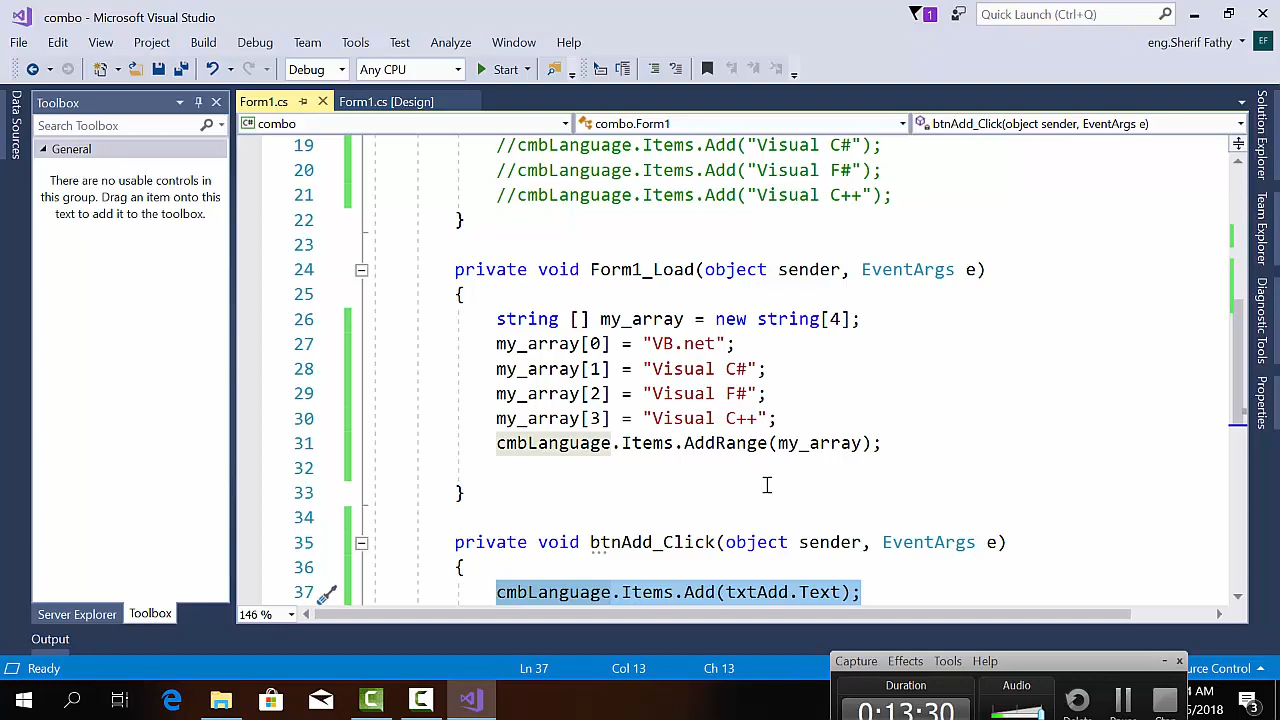 combo - Microsoft Visual Studio
1
Quick Launch (Ctrl+Q)
File Edit View Project Build Debug Team Tools Test Analyze Window Help
eng.Sherif Fathy
EF
Debug
Any CPU
Start
Data Sources
Toolbox
Search Toolbox
General
There are no usable controls in
this group. Drag an item onto this
text to add it to the toolbox.
Server Explorer Toolbox
Form1.cs
Form1.cs [Design]
combo
combo.Form1
btnAdd_Click(object sender, EventArgs e)
19 //cmbLanguage.Items.Add("Visual C#");
20 //cmbLanguage.Items.Add("Visual F#");
21 //cmbLanguage.Items.Add("Visual C++");
22 }
23
24 private void Form1_Load(object sender, EventArgs e)
25 {
26 string [] my_array = new string[4];
27 my_array[0] = "VB.net";
28 my_array[1] = "Visual C#";
29 my_array[2] = "Visual F#";
30 my_array[3] = "Visual C++";
31 cmbLanguage.Items.AddRange(my_array);
32
33 }
34
35 private void btnAdd_Click(object sender, EventArgs e)
36 {
37 cmbLanguage.Items.Add(txtAdd.Text);
146 %
Solution Explorer
Team Explorer
Diagnostic Tools
Properties
Output
Ready
Ln 37
Col 13
Ch 13
Capture Effects Tools Help
Duration
0:13:30
Audio